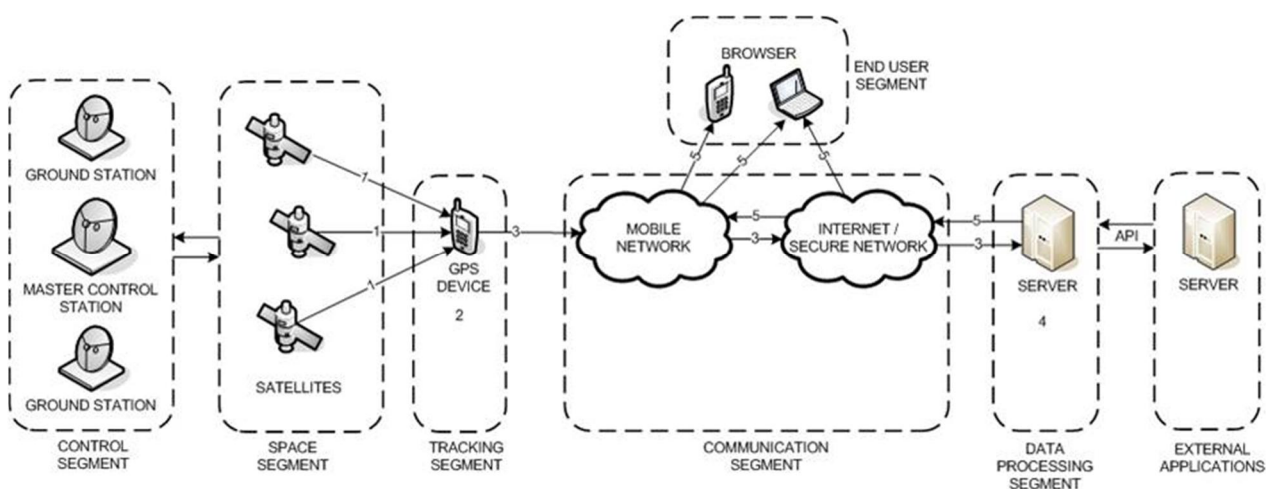 BROWSER
END USER
SEGMENT
GROUND STATION
MASTER CONTROL
STATION
GROUND STATION
CONTROL
SEGMENT
SATELLITES
SPACE
SEGMENT
1
1
1
GPS
DEVICE
2
TRACKING
SEGMENT
3
MOBILE
NETWORK
5
3
INTERNET /
SECURE NETWORK
5
5
5
COMMUNICATION
SEGMENT
5
3
SERVER
4
DATA
PROCESSING
SEGMENT
API
SERVER
EXTERNAL
APPLICATIONS